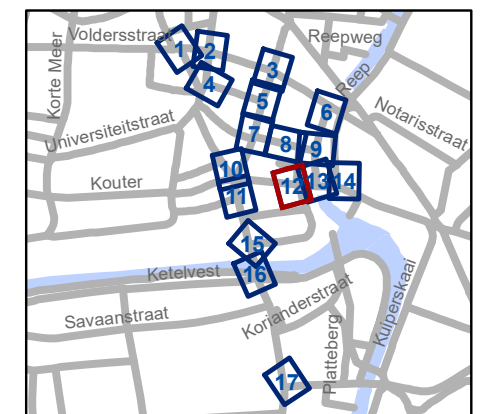 Voldersstraat
Reepweg
Korte Meer
1
2
3
4
Reep
5
6
Notarisstraat
Universiteitstraat
7
8
9
10
Kouter
11
12
13
14
15
Ketelvest
16
Korianderstraat
Kuiperskaai
Savaanstraat
Platteberg
17